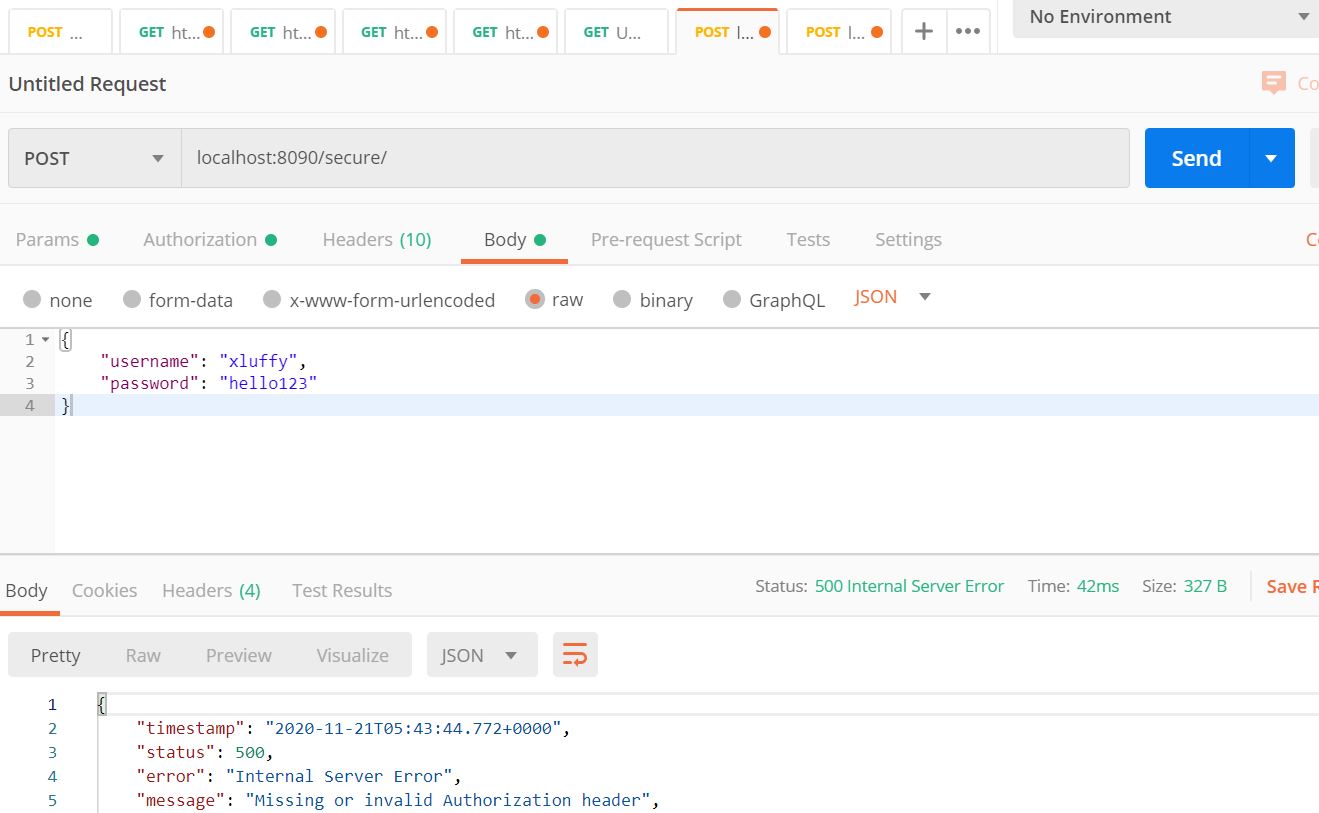 POST ... GET ht... GET ht... GET ht... GET ht... GET U... POST l... POST l... + ••• No Environment
Untitled Request Co
POST localhost:8090/secure/ Send
Params Authorization Headers (10) Body Pre-request Script Tests Settings
none form-data x-www-form-urlencoded raw binary GraphQL JSON
1 {
2 "username": "xluffy",
3 "password": "hello123"
4 }
Body Cookies Headers (4) Test Results Status: 500 Internal Server Error Time: 42ms Size: 327 B Save
Pretty Raw Preview Visualize JSON
1 {
2 "timestamp": "2020-11-21T05:43:44.772+0000",
3 "status": 500,
4 "error": "Internal Server Error",
5 "message": "Missing or invalid Authorization header",